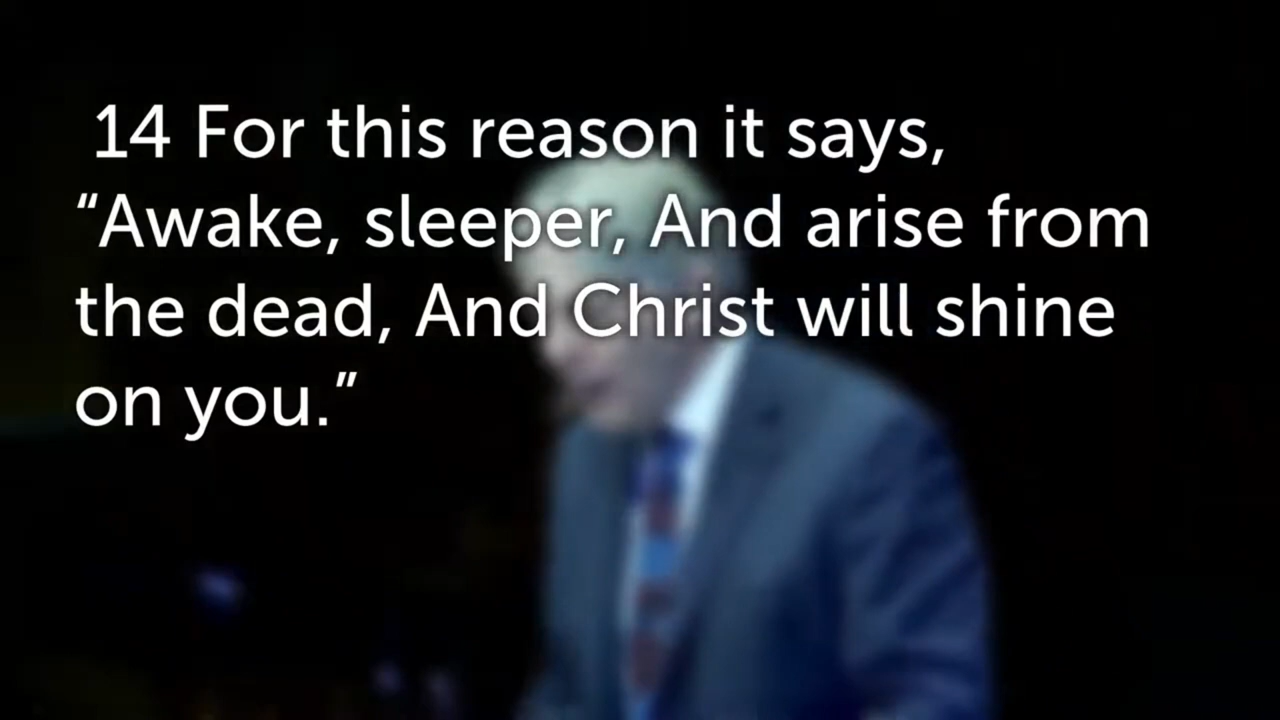 14 For this reason it says,
“Awake, sleeper, And arise from
the dead, And Christ will shine
on you.”